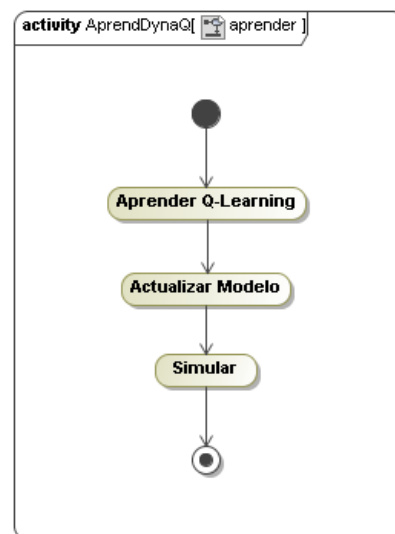 activity AprendDynaQ[ aprender ]
Aprender Q-Learning
Actualizar Modelo
Simular